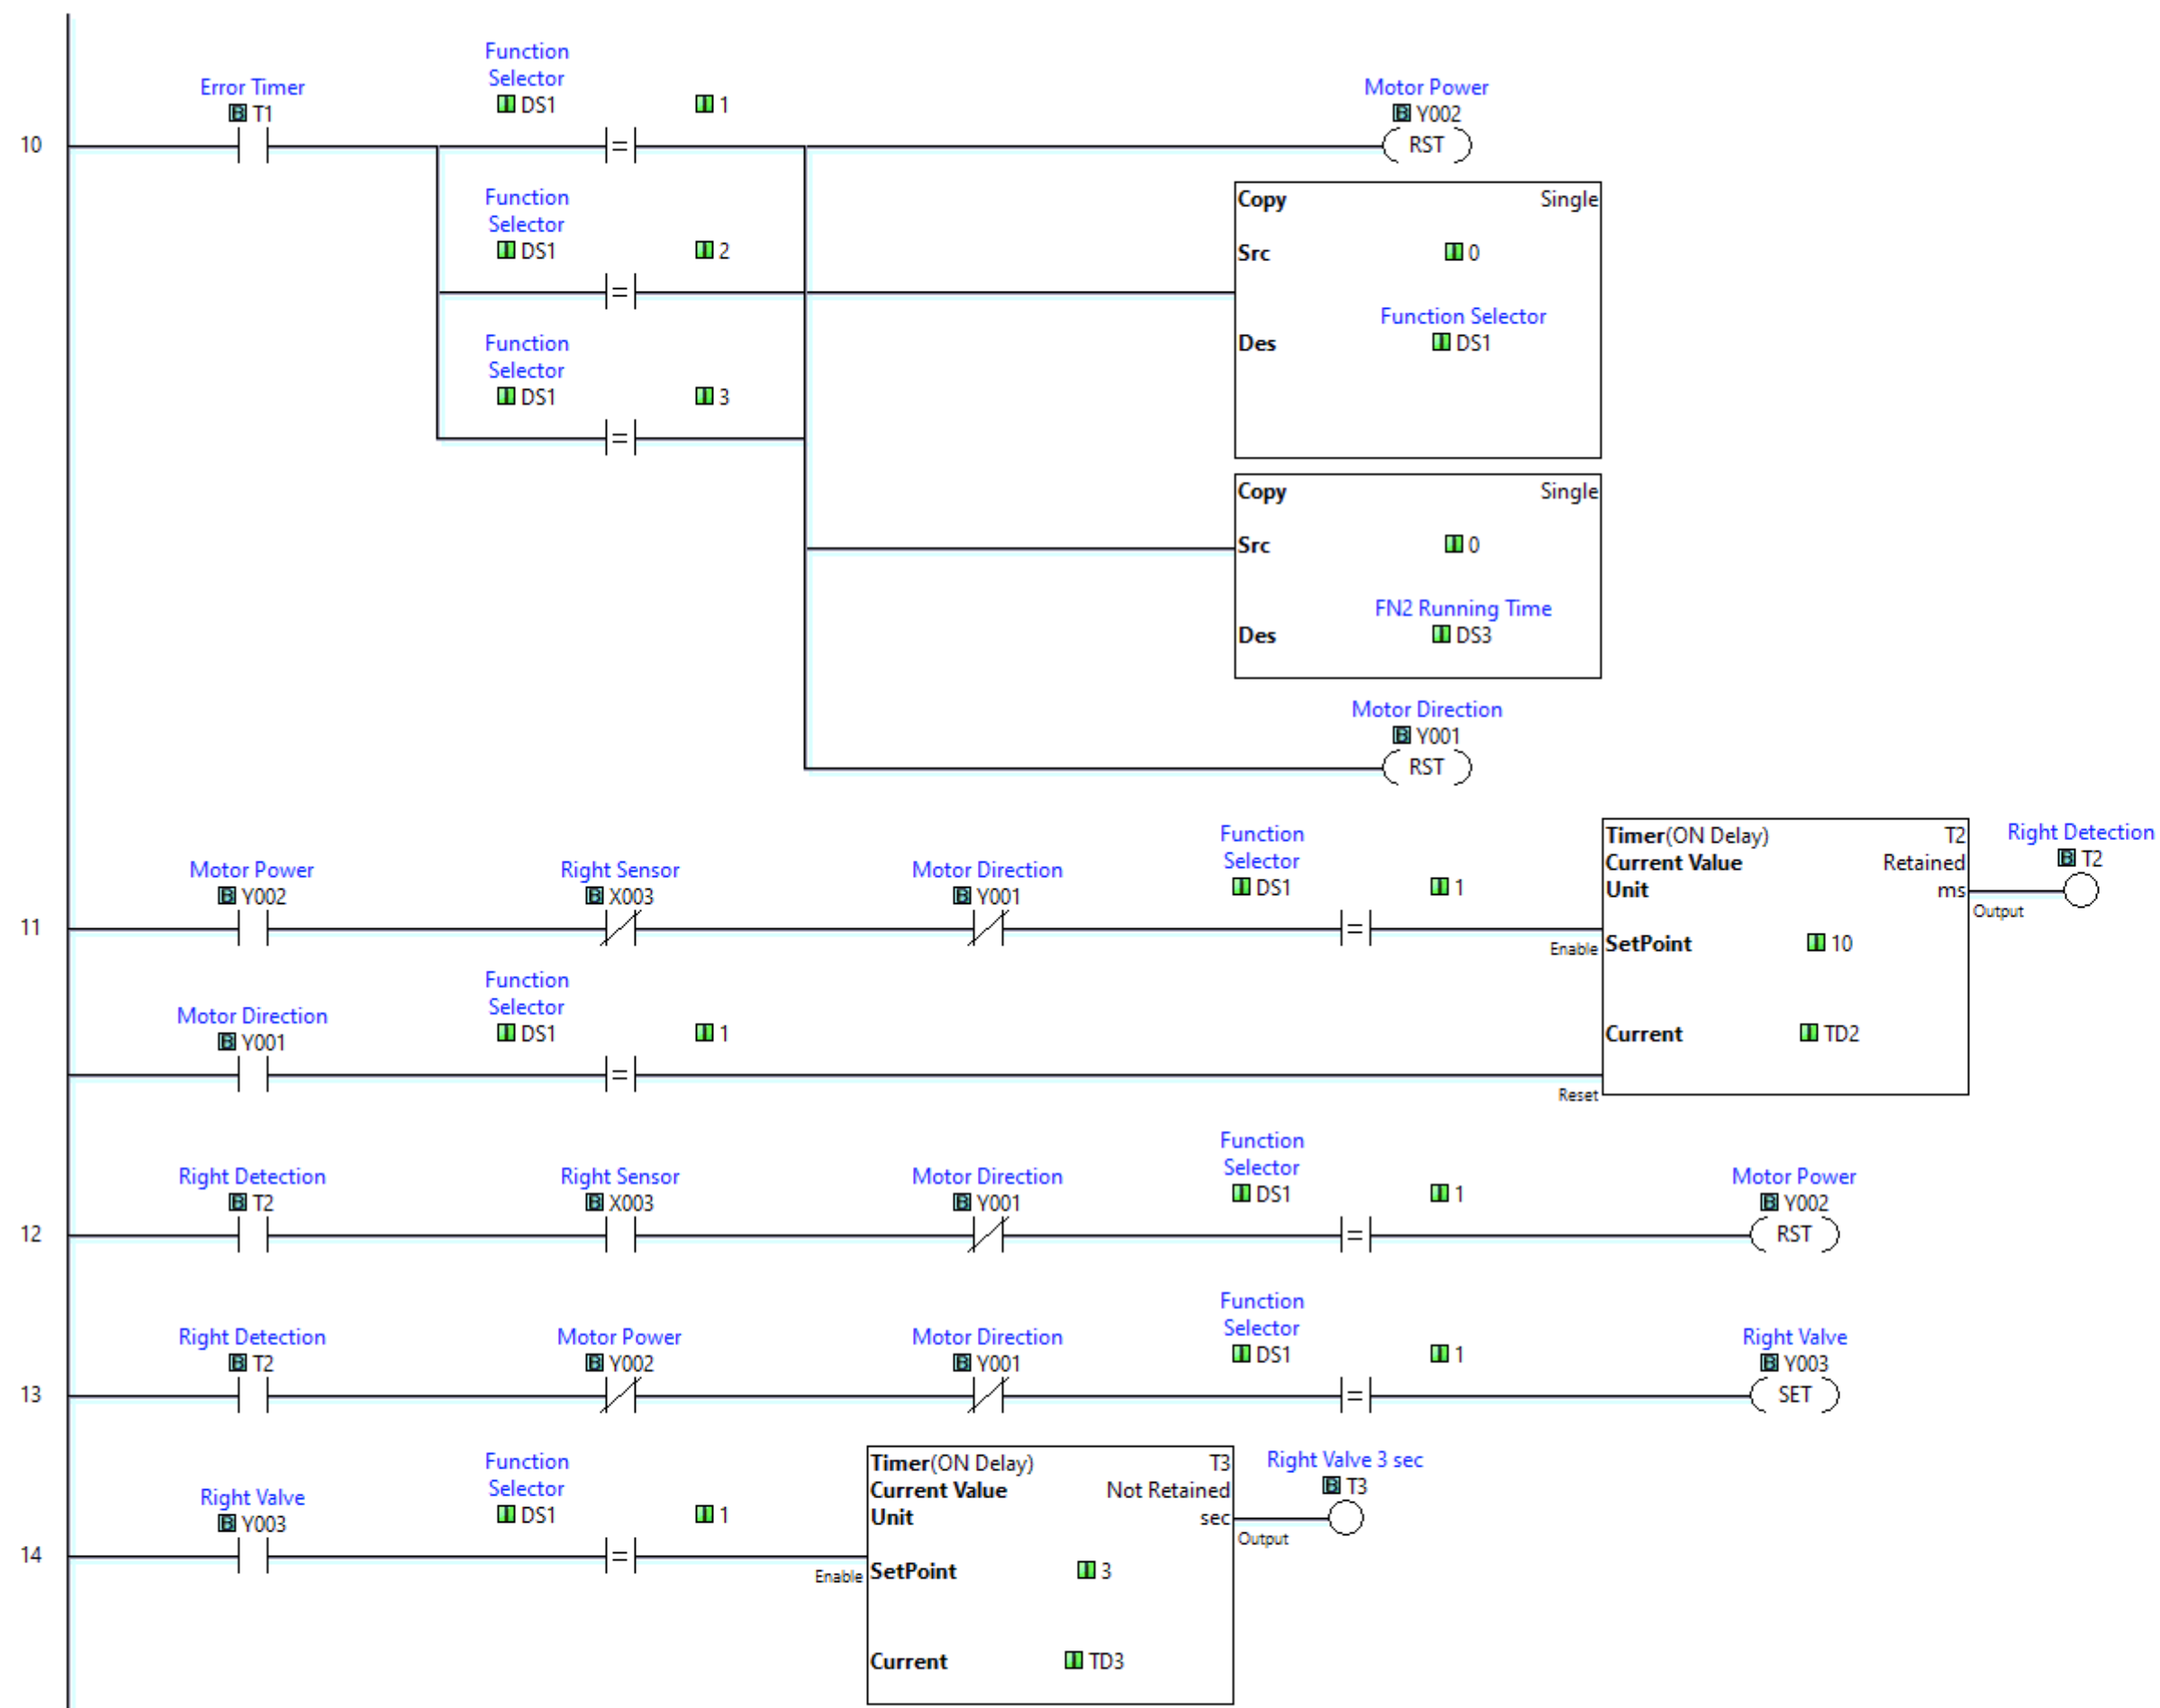 10
Error Timer
T1
Function
Selector
DS1 1
=
Motor Power
Y002
RST
Function
Selector
DS1 2
=
Function
Selector
DS1 3
=
Copy Single
Src 0
Function Selector
Des DS1
Copy Single
Src 0
FN2 Running Time
Des DS3
Motor Direction
Y001
RST
11
Motor Power
Y002
Right Sensor
X003
Motor Direction
Y001
Function
Selector
DS1 1
=
Enable
Timer(ON Delay) T2
Current Value Retained
Unit ms
SetPoint 10
Current TD2
Output
Right Detection
T2
Motor Direction
Y001
Function
Selector
DS1 1
=
Reset
12
Right Detection
T2
Right Sensor
X003
Motor Direction
Y001
Function
Selector
DS1 1
=
Motor Power
Y002
RST
13
Right Detection
T2
Motor Power
Y002
Motor Direction
Y001
Function
Selector
DS1 1
=
Right Valve
Y003
SET
14
Right Valve
Y003
Function
Selector
DS1 1
=
Enable
Timer(ON Delay) T3
Current Value Not Retained
Unit sec
SetPoint 3
Current TD3
Output
Right Valve 3 sec
T3